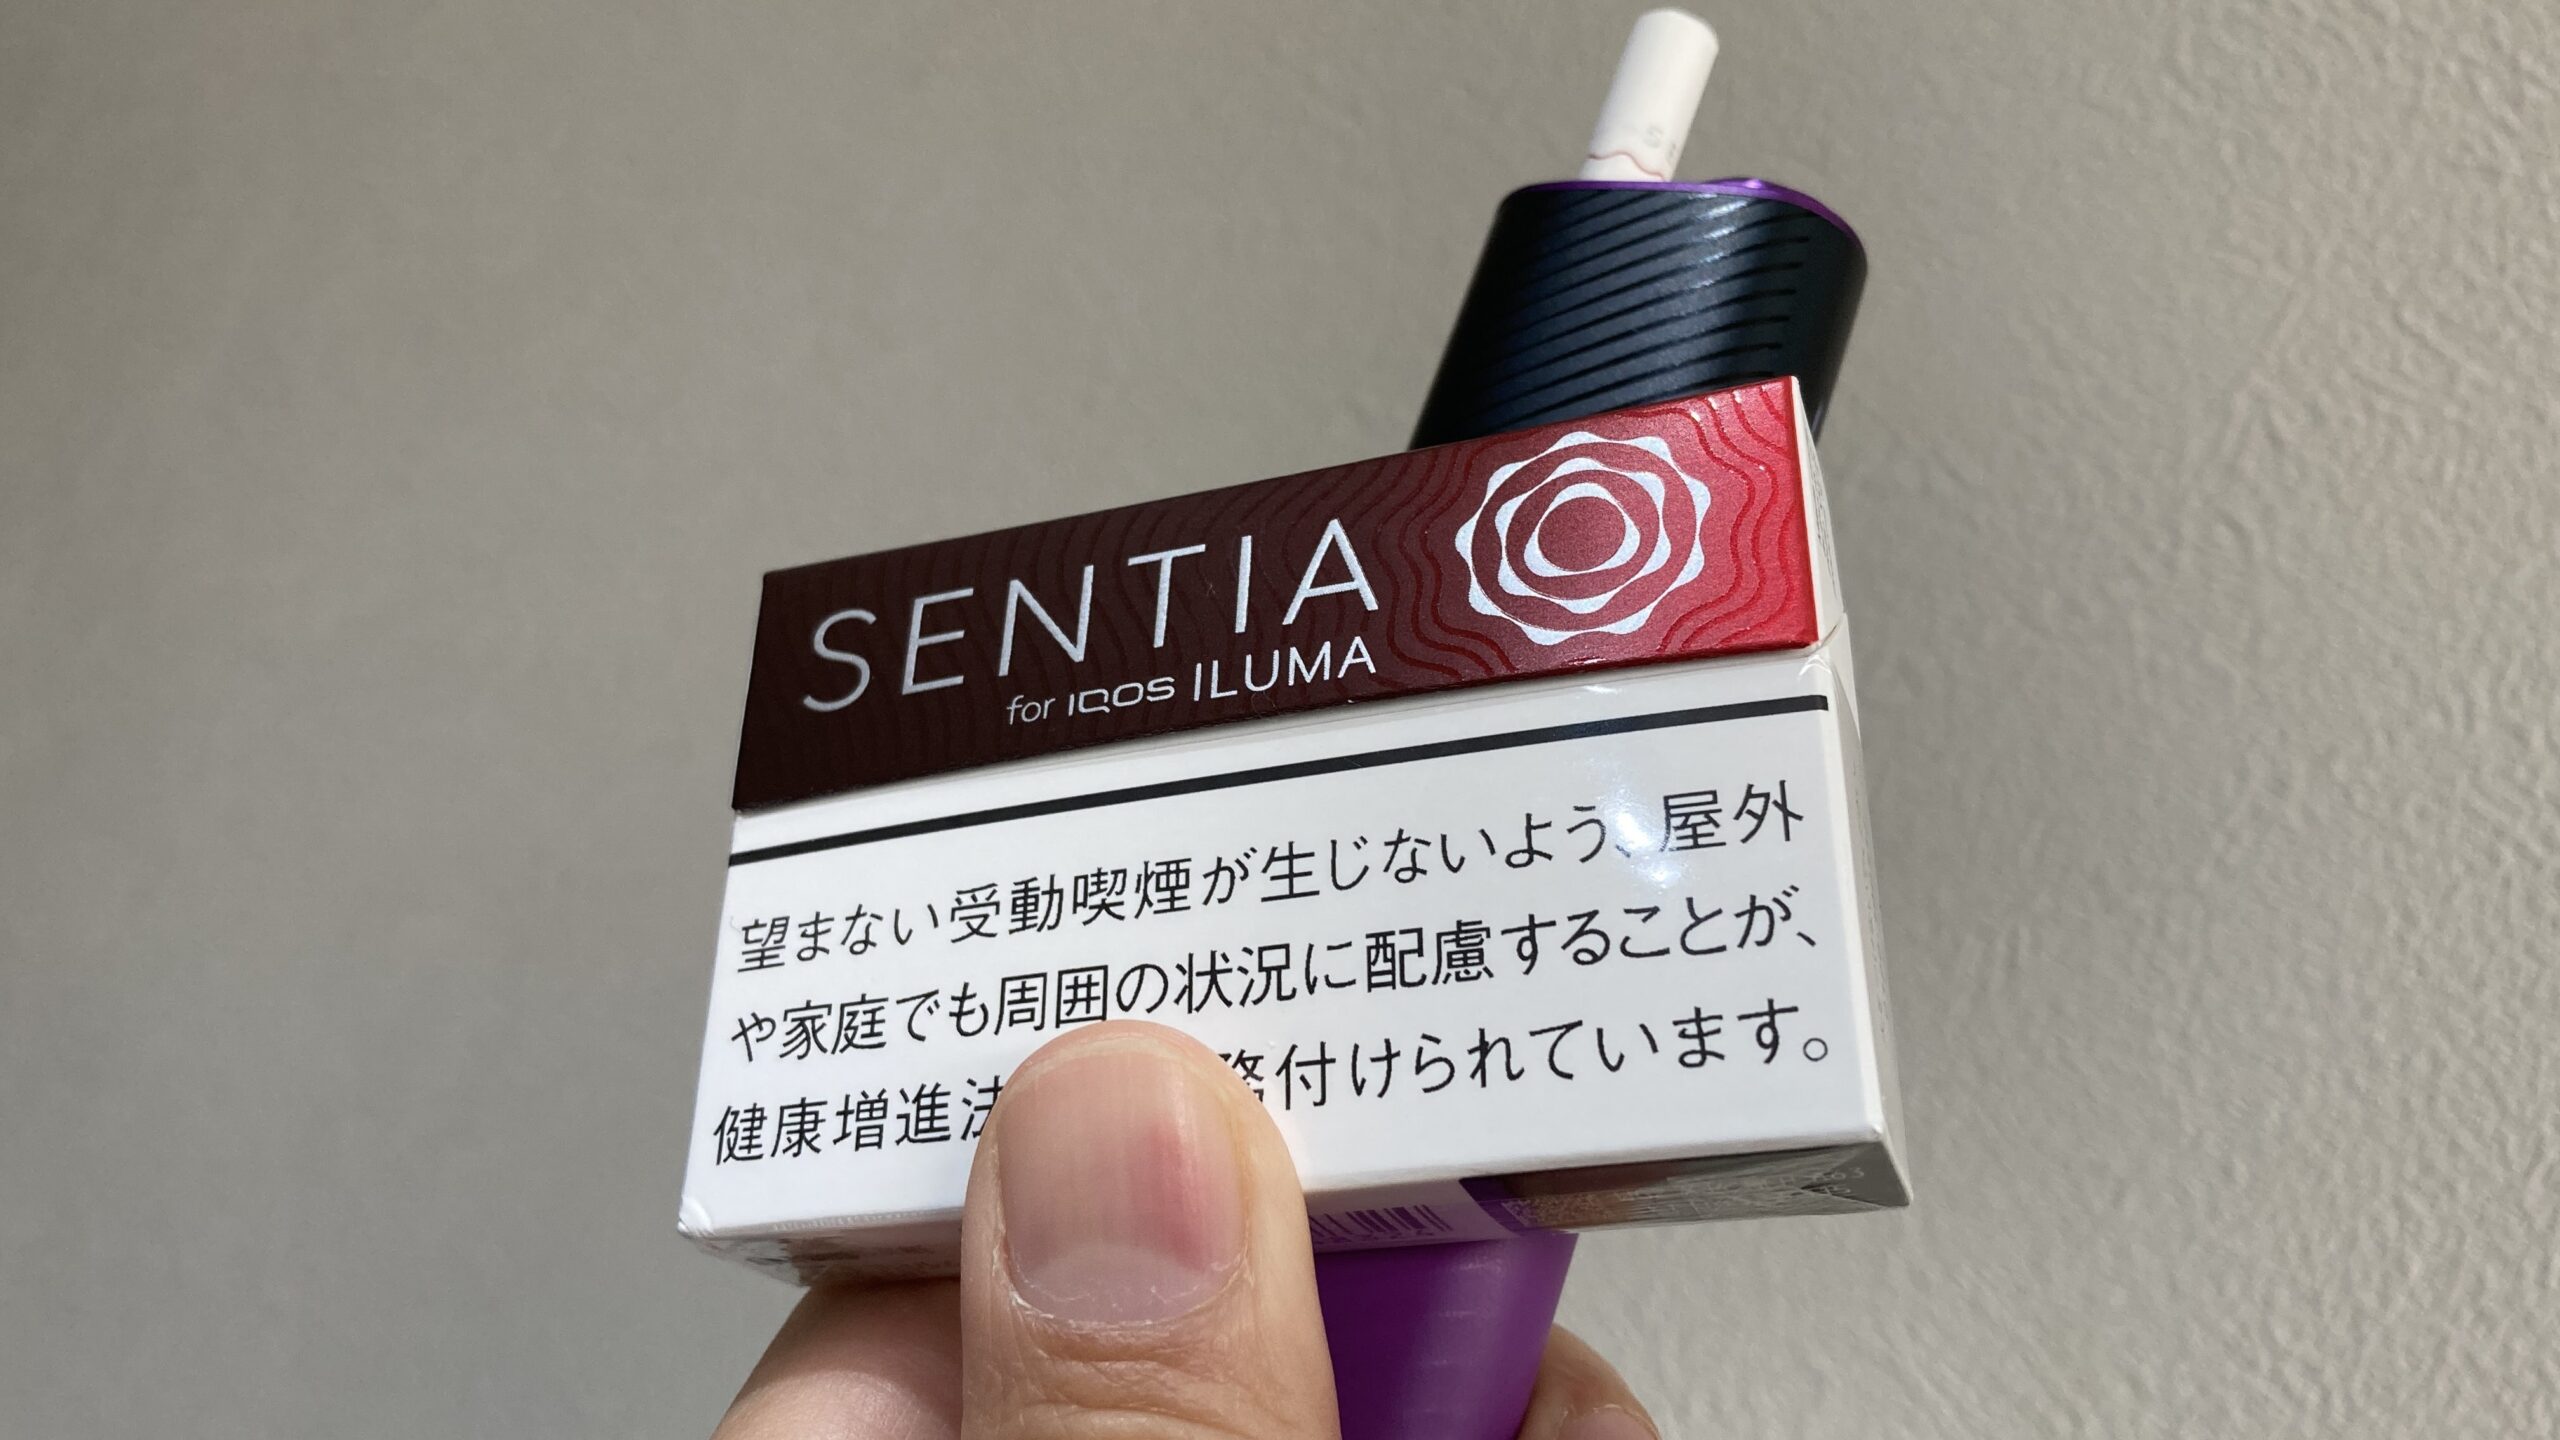 SENTIA
for IQOS ILUMA
望まない受動喫煙が生じないよう、屋外
や家庭でも周囲の状況に配慮することが、
健康増進法 務付けられています。